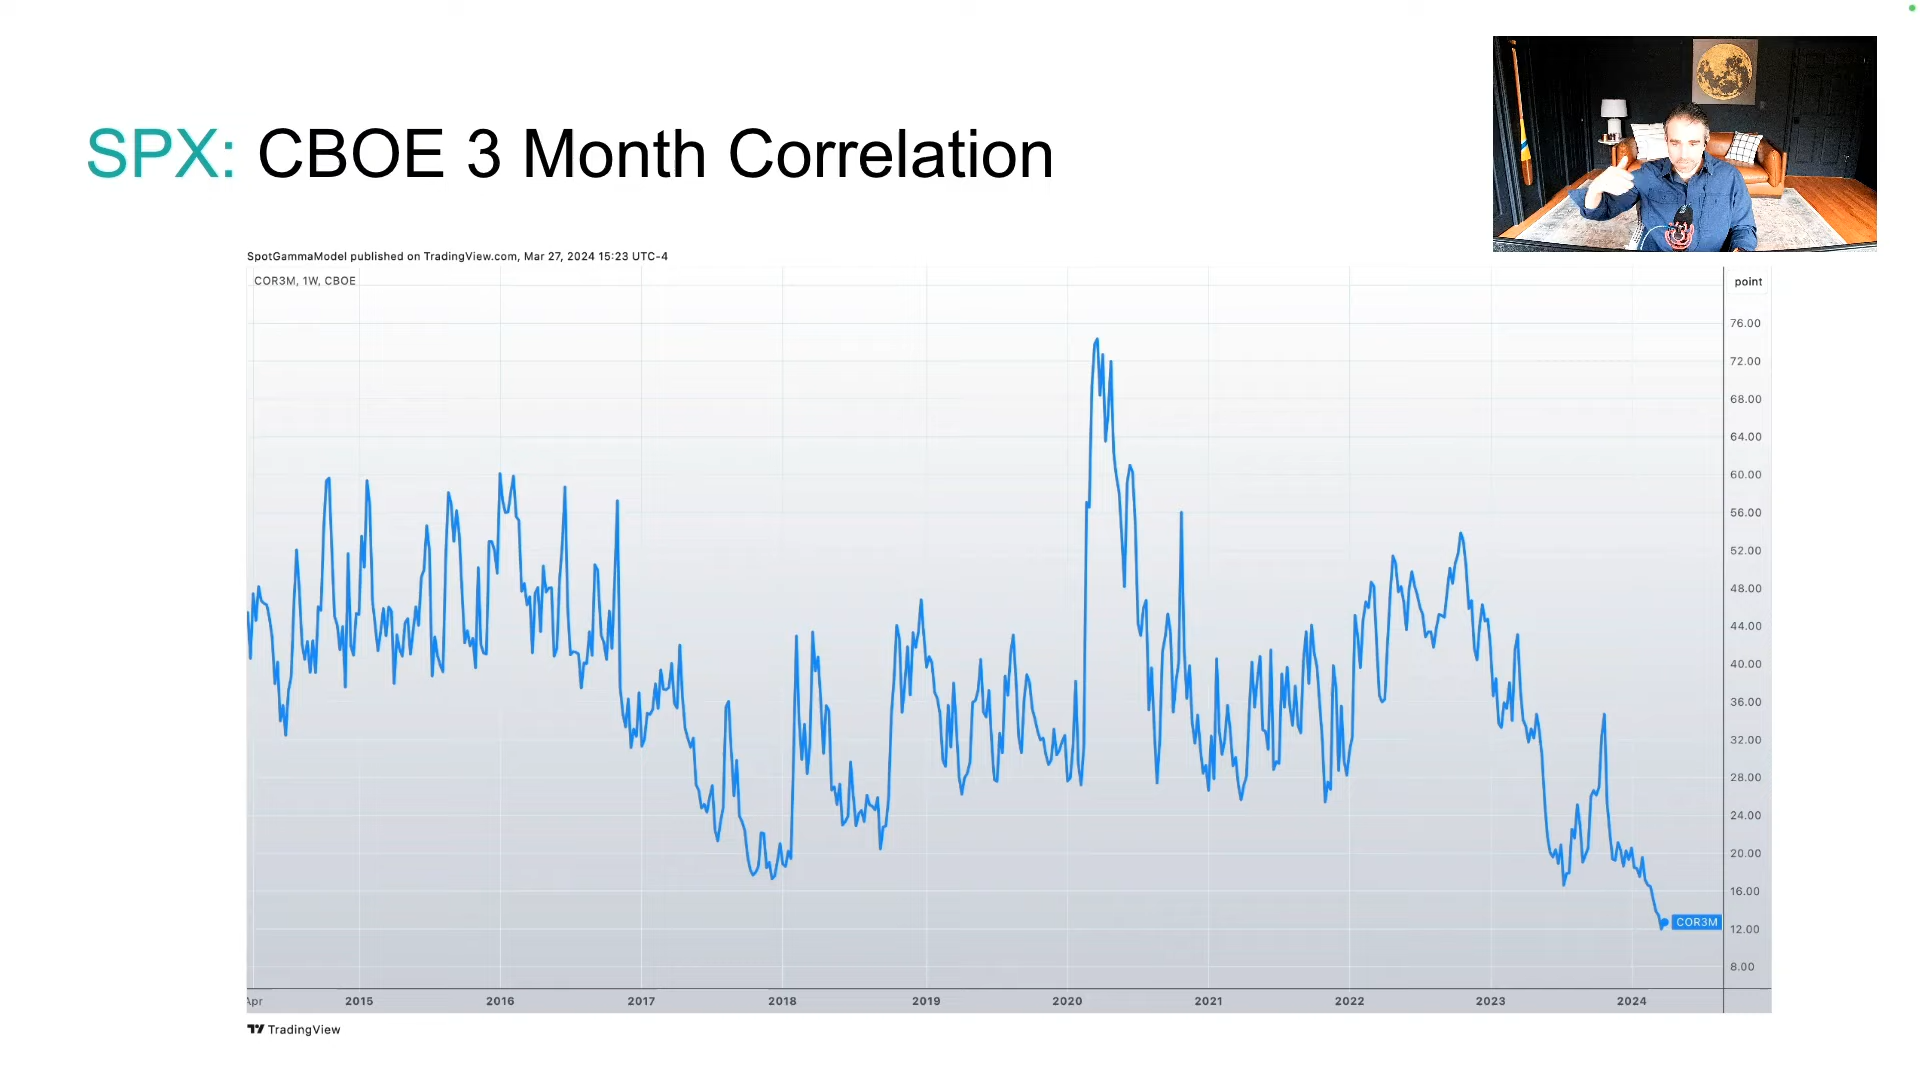 SPX: CBOE 3 Month Correlation
SpotGammaModel published on TradingView.com, Mar 27, 2024 15:23 UTC-4
COR3M, 1W, CBOE
point
76.00
72.00
68.00
64.00
60.00
56.00
52.00
48.00
44.00
40.00
36.00
32.00
28.00
24.00
20.00
16.00
COR3M
12.00
8.00
Apr 2015 2016 2017 2018 2019 2020 2021 2022 2023 2024
TradingView